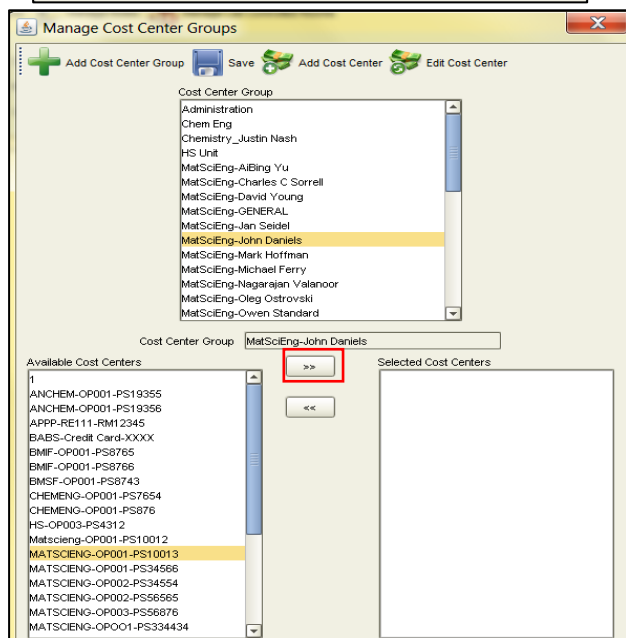 Manage Cost Center Groups
Add Cost Center Group Save Add Cost Center Edit Cost Center
Cost Center Group
Administration
Chem Eng
Chemistry_Justin Nash
HS Unit
MatSciEng-AiBing Yu
MatSciEng-Charles C Sorrell
MatSciEng-David Young
MatSciEng-GENERAL
MatSciEng-Jan Seidel
MatSciEng-John Daniels
MatSciEng-Mark Hoffman
MatSciEng-Michael Ferry
MatSciEng-Nagarajan Valanoor
MatSciEng-Oleg Ostrovski
MatSciEng-Owen Standard
Cost Center Group MatSciEng-John Daniels
Available Cost Centers >> Selected Cost Centers
<<
1
ANCHEM-OP001-PS19355
ANCHEM-OP001-PS19356
APPP-RE111-RM12345
BABS-Credit Card-XXXX
BMIF-OP001-PS8765
BMIF-OP001-PS8766
BMSF-OP001-PS8743
CHEMENG-OP001-PS7654
CHEMENG-OP001-PS876
HS-OP003-PS4312
Matscieng-OP001-PS10012
MATSCIENG-OP001-PS10013
MATSCIENG-OP001-PS34566
MATSCIENG-OP002-PS34554
MATSCIENG-OP002-PS56565
MATSCIENG-OP003-PS56876
MATSCIENG-OPOO1-PS334434